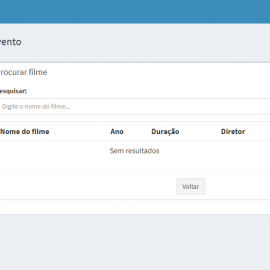 vento
rocurar filme
esquisar:
Digite o nome do filme...
Nome do filme Ano Duração Diretor
Sem resultados
Voltar